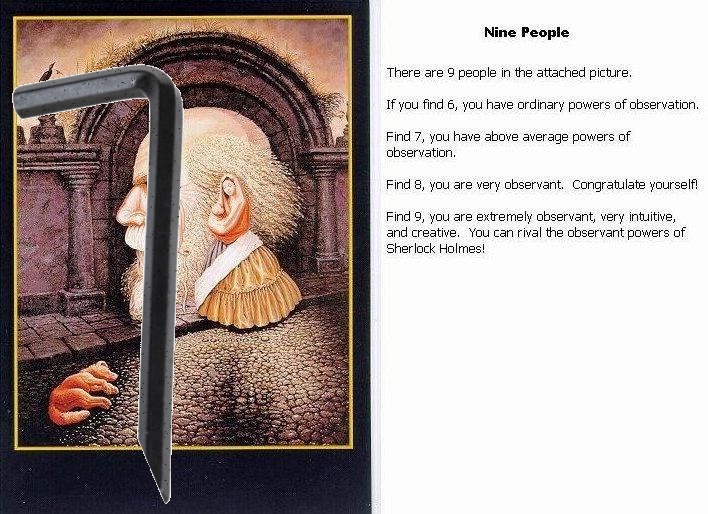 Nine People
There are 9 people in the attached picture.
If you find 6, you have ordinary powers of observation.
Find 7, you have above average powers of
observation.
Find 8, you are very observant.  Congratulate yourself!
Find 9, you are extremely observant, very intuitive,
and creative.  You can rival the observant powers of
Sherlock Holmes!